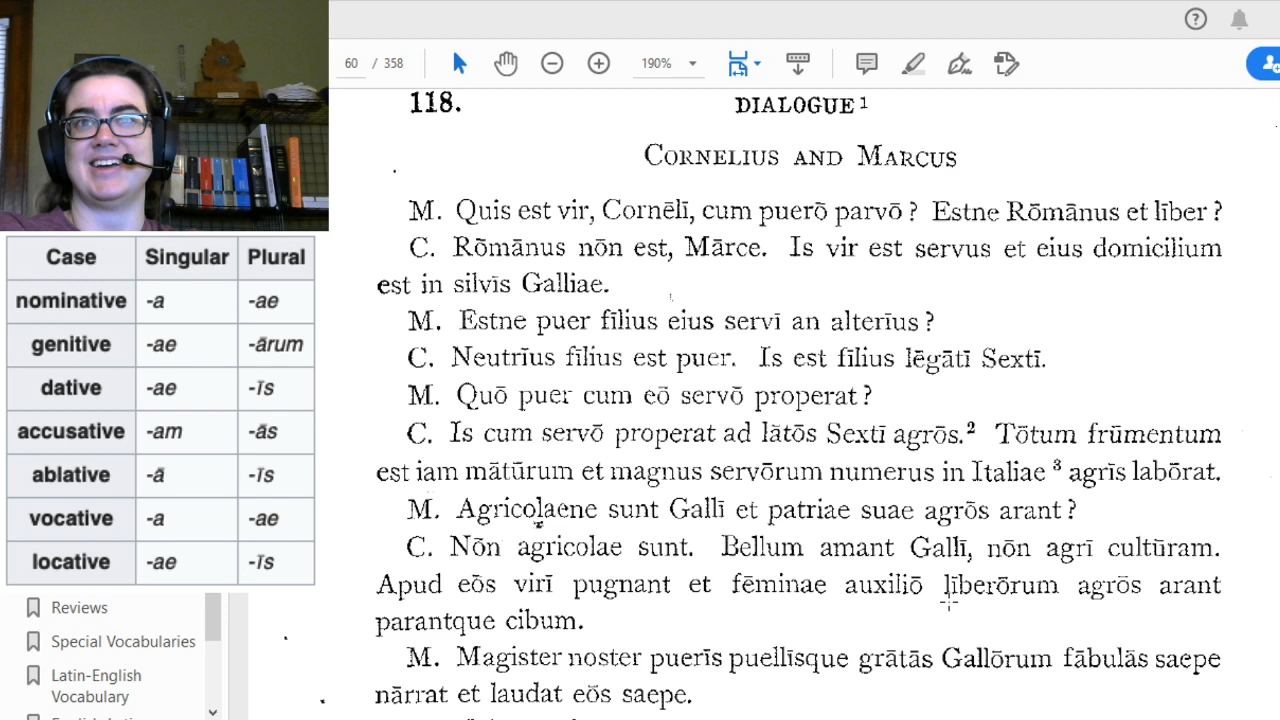 60 / 358
190%
118. DIALOGUE¹
CORNELIUS AND MARCUS
M. Quis est vir, Cornēlī, cum puerō parvō? Estne Rōmānus et līber?
C. Rōmānus nōn est, Mārce. Is vir est servus et eius domicilium
est in silvīs Galliae.
M. Estne puer fīlius eius servī an alterīus?
C. Neutrīus fīlius est puer. Is est fīlius lēgātī Sextī.
M. Quō puer cum eō servō properat?
C. Is cum servō properat ad lātōs Sextī agrōs.² Tōtum frūmentum
est iam mātūrum et magnus servōrum numerus in Italiae ³ agrīs labōrat.
M. Agricolaene sunt Gallī et patriae suae agrōs arant?
C. Nōn agricolae sunt. Bellum amant Gallī, nōn agrī cultūram.
Apud eōs virī pugnant et fēminae auxiliō līberōrum agrōs arant
parantque cibum.
M. Magister noster puerīs puellīsque grātās Gallōrum fābulās saepe
nārrat et laudat eōs saepe.
Case Singular Plural
nominative -a -ae
genitive -ae -ārum
dative -ae -īs
accusative -am -ās
ablative -ā -īs
vocative -a -ae
locative -ae -īs
Reviews
Special Vocabularies
Latin-English
Vocabulary